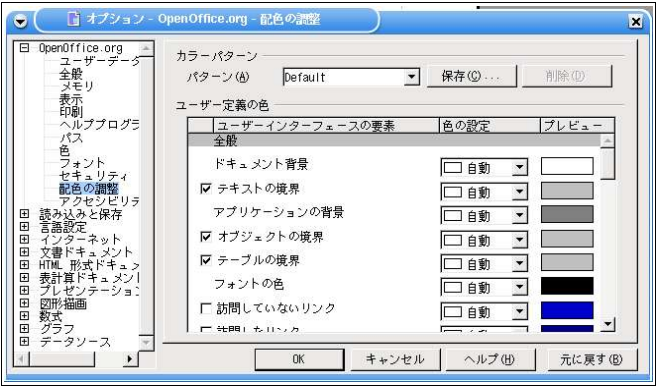 オプション - OpenOffice.org - 配色の調整
OpenOffice.org
ユーザーデータ
全般
メモリ
表示
印刷
ヘルププログラ
パス
色
フォント
セキュリティ
配色の調整
アクセシビリテ
読み込みと保存
言語設定
インターネット
文書ドキュメント
HTML 形式ドキュメ
表計算ドキュメント
プレゼンテーション
図形描画
数式
グラフ
データソース
カラーパターン
パターン(A) Default 保存(C)... 削除(D)
ユーザー定義の色
ユーザーインターフェースの要素 色の設定 プレビュー
全般
ドキュメント背景 自動
テキストの境界 自動
アプリケーションの背景 自動
オブジェクトの境界 自動
テーブルの境界 自動
フォントの色 自動
訪問していないリンク 自動
訪問したリンク 自動
OK キャンセル ヘルプ(H) 元に戻す(B)